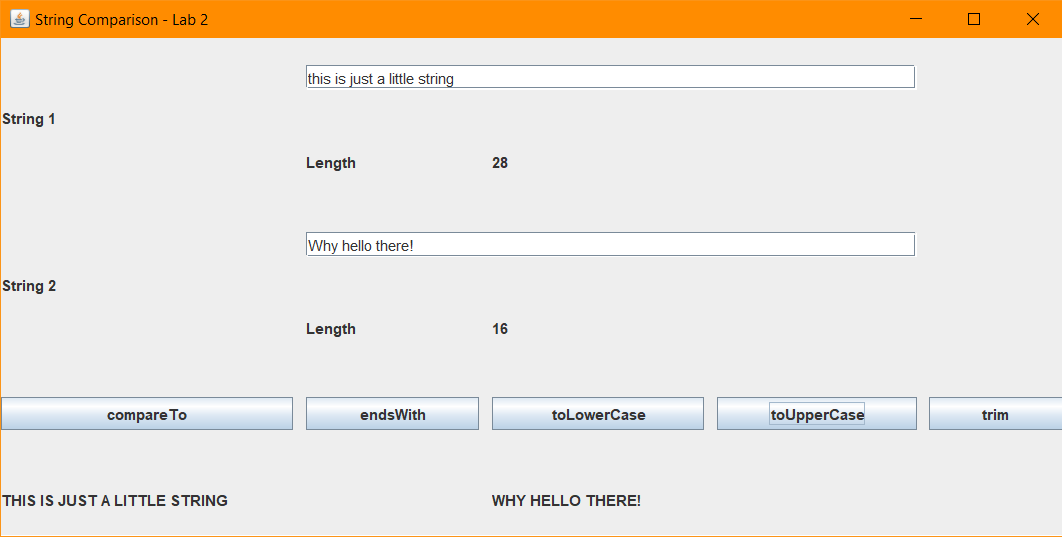 String Comparison - Lab 2
this is just a little string
String 1
Length 28
Why hello there!
String 2
Length 16
compareTo endsWith toLowerCase toUpperCase trim
THIS IS JUST A LITTLE STRING WHY HELLO THERE!